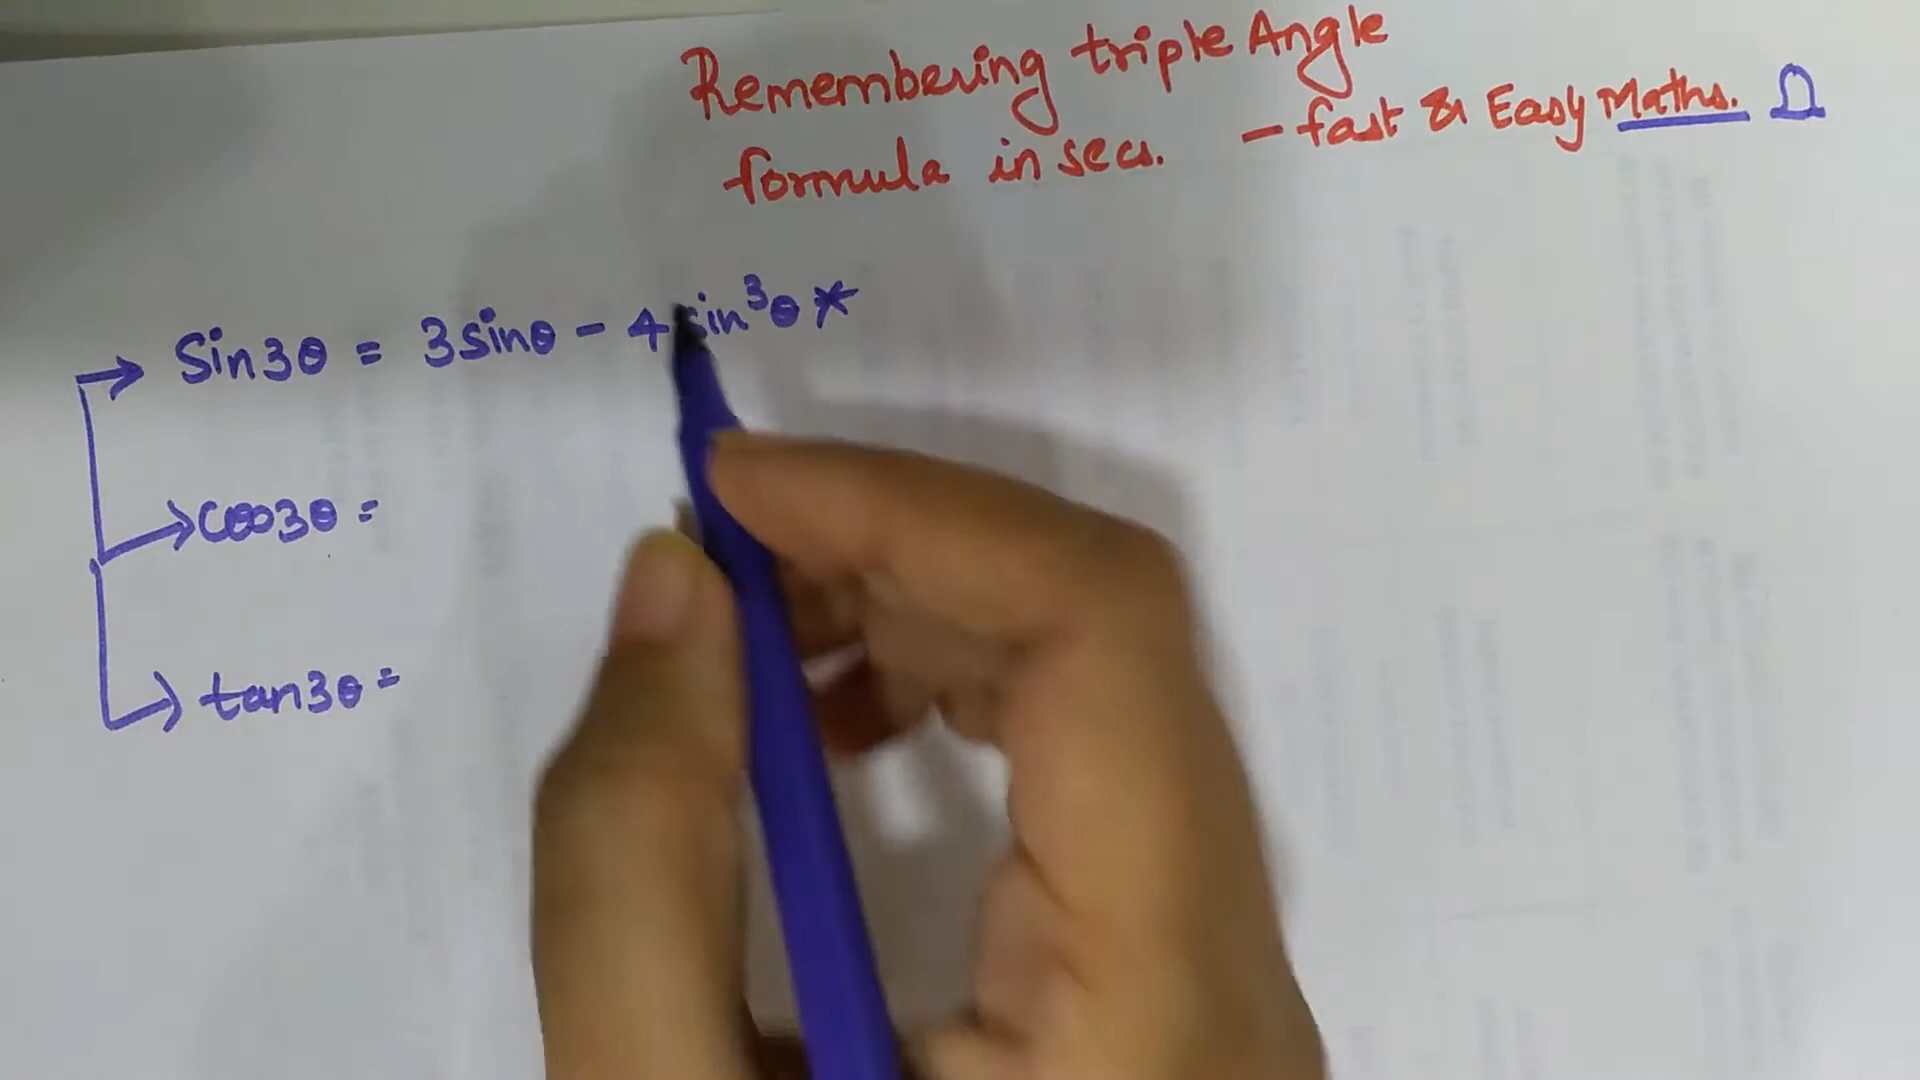 Remembering triple Angle
formula in secs. - fast & Easy Maths.
Sin3θ = 3sinθ - 4sin³θ *
cos3θ =
tan3θ =